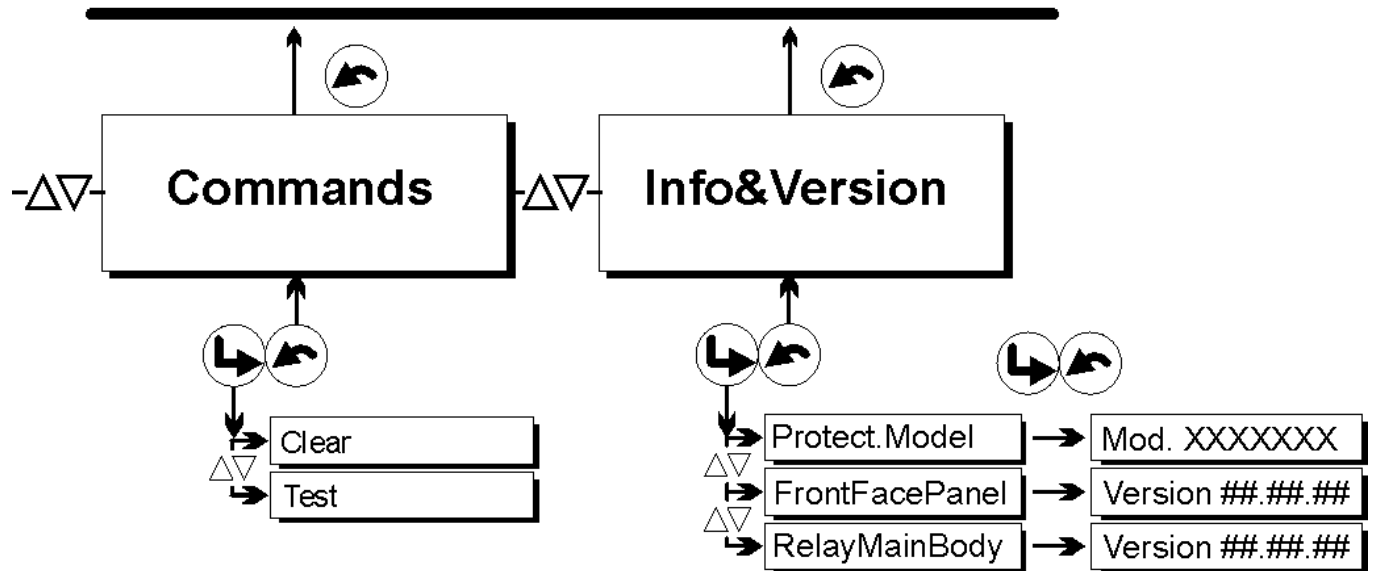 Commands
Info&Version
Clear
Test
Protect.Model
Mod. XXXXXXX
FrontFacePanel
Version ##.##.##
RelayMainBody
Version ##.##.##